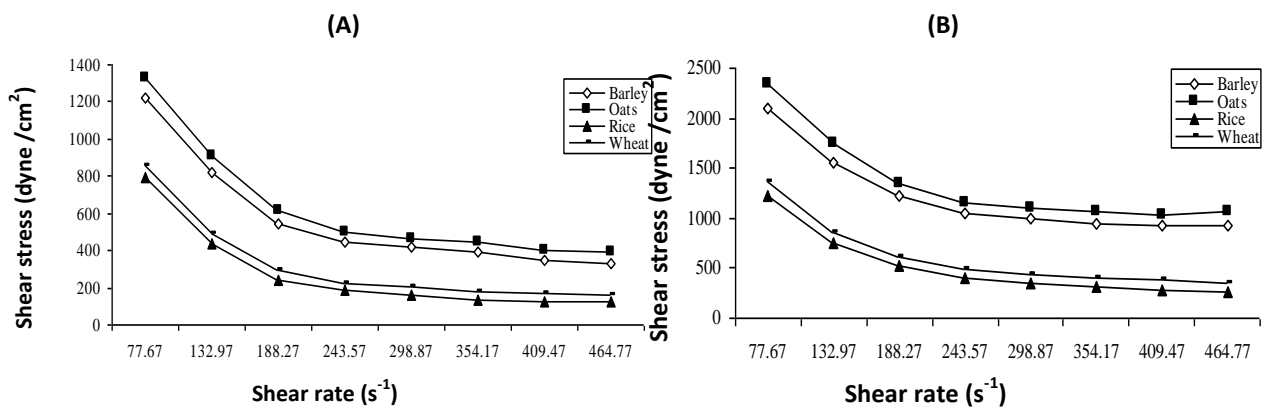 (A)
1400
1200
1000
800
600
400
200
0
77.67 132.97 188.27 243.57 298.87 354.17 409.47 464.77
Shear stress (dyne /cm²)
Shear rate (s⁻¹)
Barley
Oats
Rice
Wheat
(B)
2500
2000
1500
1000
500
0
77.67 132.97 188.27 243.57 298.87 354.17 409.47 464.77
Shear stress (dyne /cm²)
Shear rate (s⁻¹)
Barley
Oats
Rice
Wheat